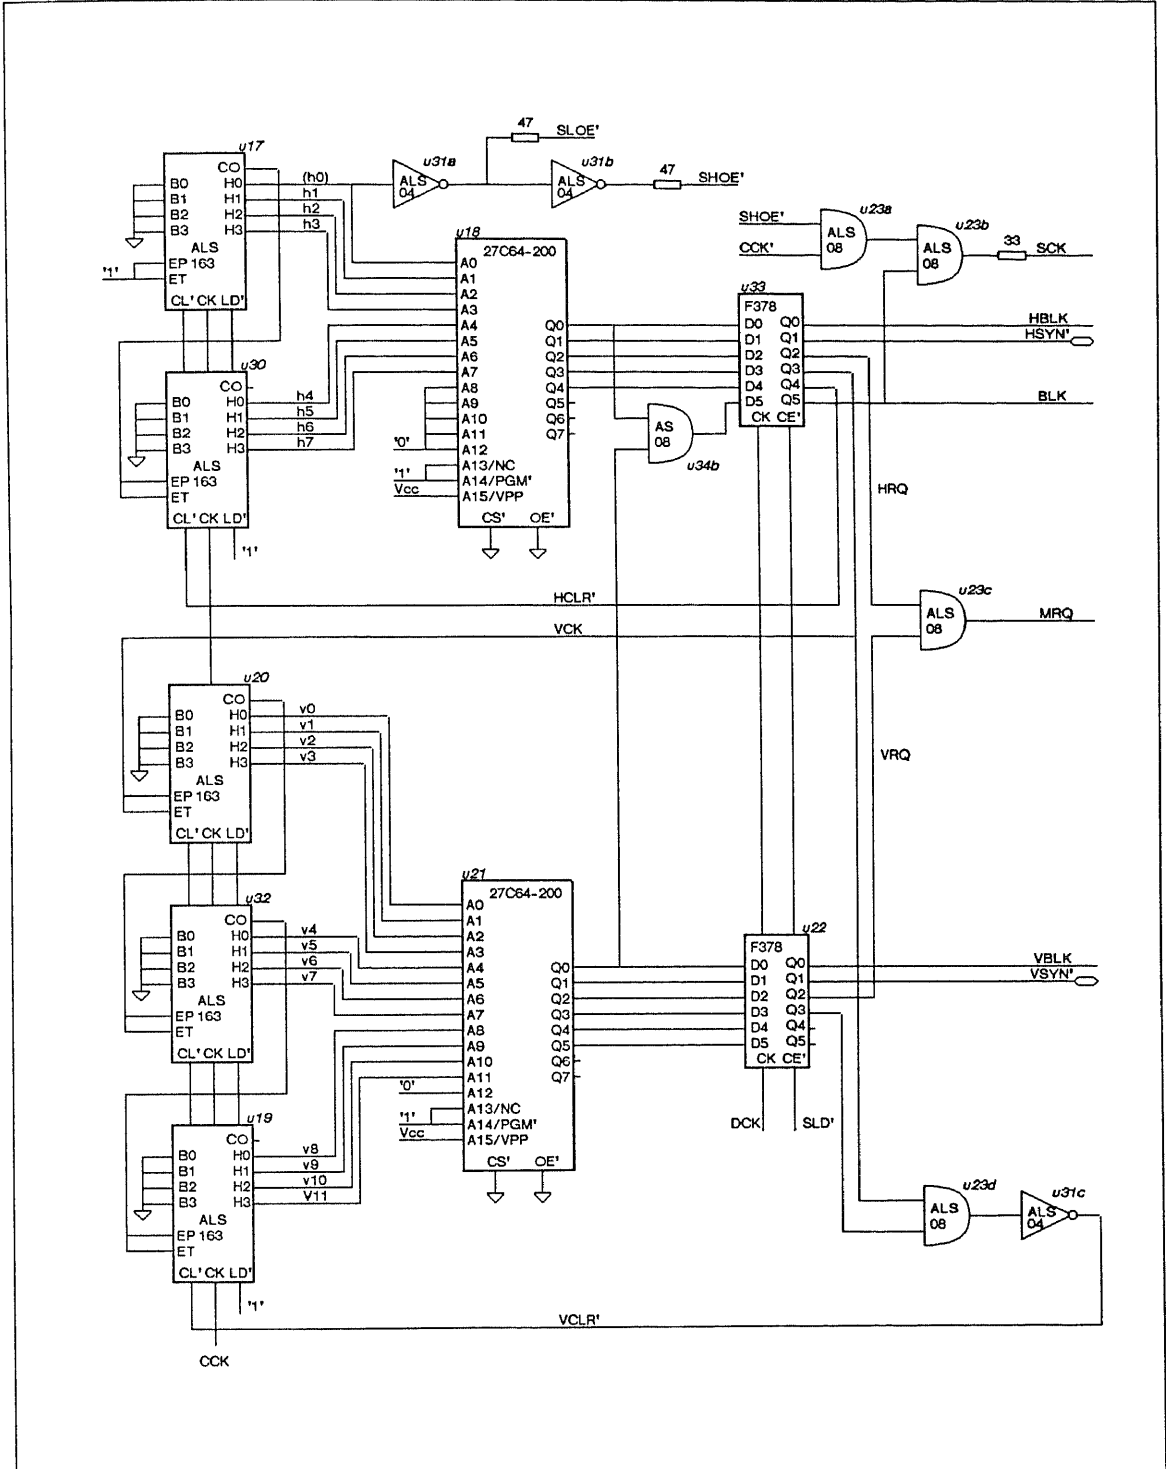 47 SLOE'
u17 u31a u31b 47
CO
B0 H0 (h0) ALS 04 ALS 04 SHOE'
B1 H1 h1
B2 H2 h2
B3 H3 h3
ALS
EP 163
'1' ET
CL' CK LD'
u18
27C64-200
A0
A1
A2
A3
A4 Q0
A5 Q1
A6 Q2
A7 Q3
A8 Q4
A9 Q5
A10 Q6
A11 Q7
'0' A12
A13/NC
'1' A14/PGM'
Vcc A15/VPP
CS' OE'
u23a u23b
SHOE'
ALS 08
CCK'
ALS 08
33 SCK
u33
F378
D0 Q0 HBLK
D1 Q1 HSYN'
D2 Q2
D3 Q3
D4 Q4
D5 Q5 BLK
CK CE'
AS 08
u34b
u30
CO
B0 H0 h4
B1 H1 h5
B2 H2 h6
B3 H3 h7
ALS
EP 163
ET
CL' CK LD'
'1'
HRQ
HCLR'
u23c
ALS 08
MRQ
VCK
u20
CO
B0 H0 v0
B1 H1 v1
B2 H2 v2
B3 H3 v3
ALS
EP 163
ET
CL' CK LD'
VRQ
u32
CO
B0 H0 v4
B1 H1 v5
B2 H2 v6
B3 H3 v7
ALS
EP 163
ET
CL' CK LD'
u21
27C64-200
A0
A1
A2
A3
A4 Q0
A5 Q1
A6 Q2
A7 Q3
A8 Q4
A9 Q5
A10 Q6
A11 Q7
'0' A12
A13/NC
'1' A14/PGM'
Vcc A15/VPP
CS' OE'
u22
F378
D0 Q0 VBLK
D1 Q1 VSYN'
D2 Q2
D3 Q3
D4 Q4
D5 Q5
CK CE'
DCK SLD'
u19
CO
B0 H0 v8
B1 H1 v9
B2 H2 v10
B3 H3 V11
ALS
EP 163
ET
CL' CK LD'
'1'
u23d u31c
ALS 08
ALS 04
VCLR'
CCK